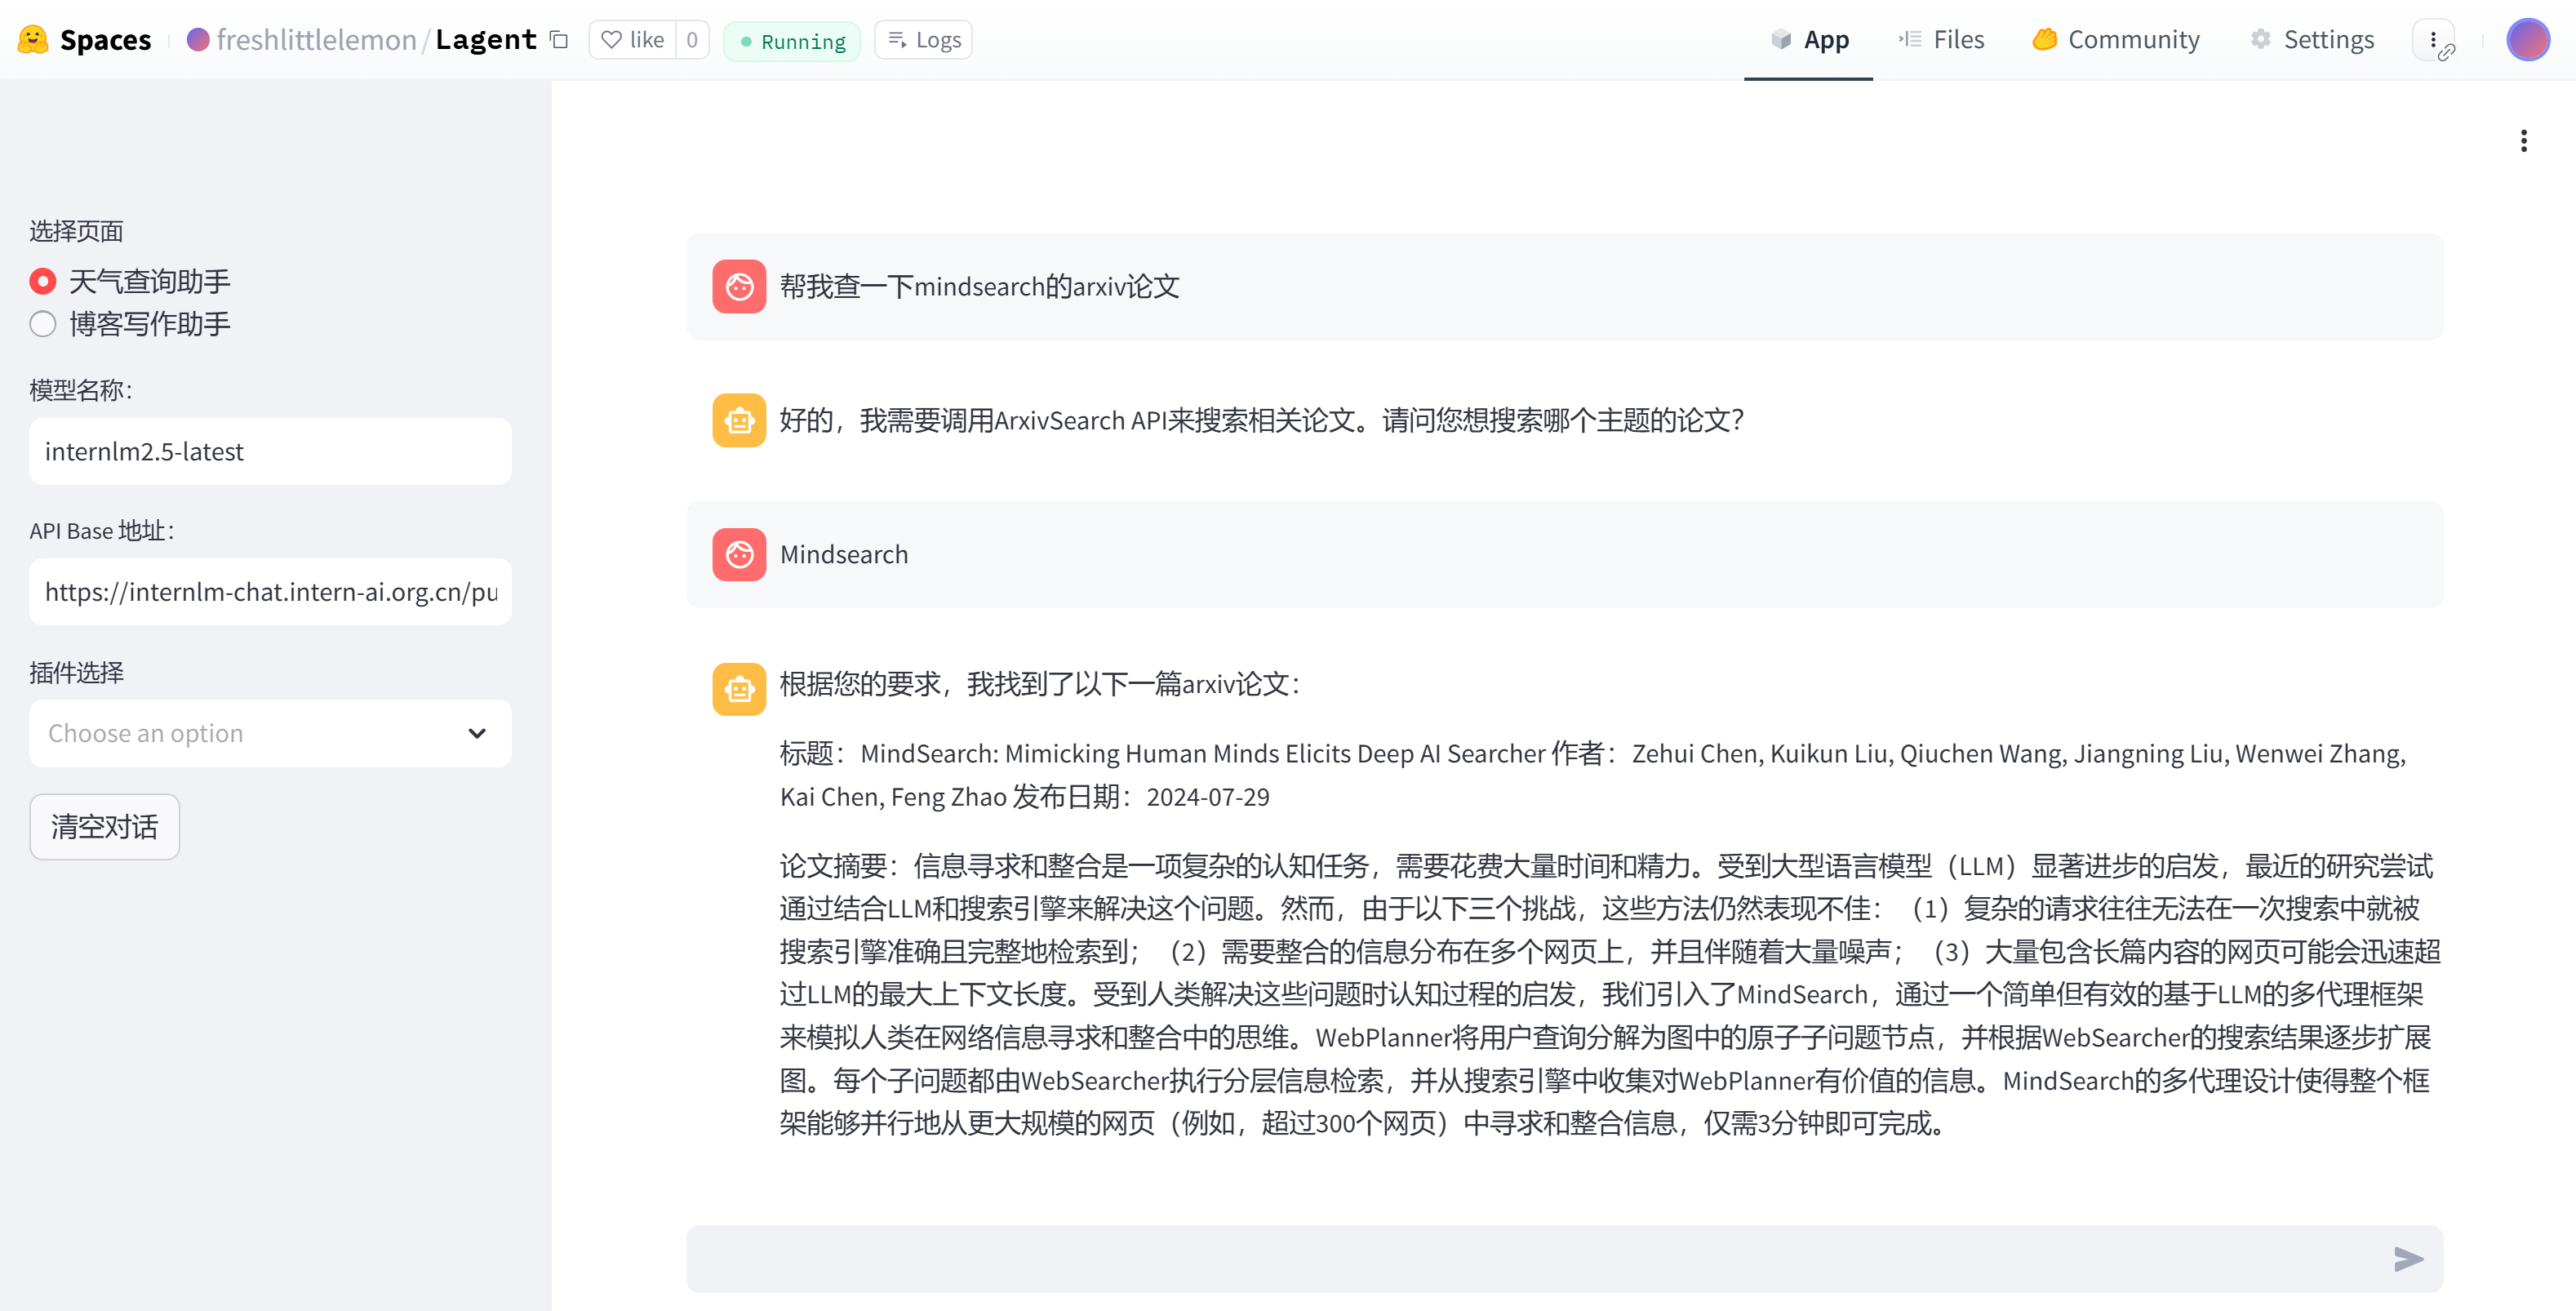 Spaces freshlittlelemon/Lagent like 0 Running Logs App Files Community Settings
选择页面
天气查询助手
博客写作助手
模型名称：
internlm2.5-latest
API Base 地址：
https://internlm-chat.intern-ai.org.cn/pu
插件选择
Choose an option
清空对话
帮我查一下mindsearch的arxiv论文
好的，我需要调用ArxivSearch API来搜索相关论文。请问您想搜索哪个主题的论文？
Mindsearch
根据您的要求，我找到了以下一篇arxiv论文：
标题：MindSearch: Mimicking Human Minds Elicits Deep AI Searcher 作者：Zehui Chen, Kuikun Liu, Qiuchen Wang, Jiangning Liu, Wenwei Zhang,
Kai Chen, Feng Zhao 发布日期：2024-07-29
论文摘要：信息寻求和整合是一项复杂的认知任务，需要花费大量时间和精力。受到大型语言模型（LLM）显著进步的启发，最近的研究尝试
通过结合LLM和搜索引擎来解决这个问题。然而，由于以下三个挑战，这些方法仍然表现不佳：（1）复杂的请求往往无法在一次搜索中就被
搜索引擎准确且完整地检索到；（2）需要整合的信息分布在多个网页上，并且伴随着大量噪声；（3）大量包含长篇内容的网页可能会迅速超
过LLM的最大上下文长度。受到人类解决这些问题时认知过程的启发，我们引入了MindSearch，通过一个简单但有效的基于LLM的多代理框架
来模拟人类在网络信息寻求和整合中的思维。WebPlanner将用户查询分解为图中的原子子问题节点，并根据WebSearcher的搜索结果逐步扩展
图。每个子问题都由WebSearcher执行分层信息检索，并从搜索引擎中收集对WebPlanner有价值的信息。MindSearch的多代理设计使得整个框
架能够并行地从更大规模的网页（例如，超过300个网页）中寻求和整合信息，仅需3分钟即可完成。